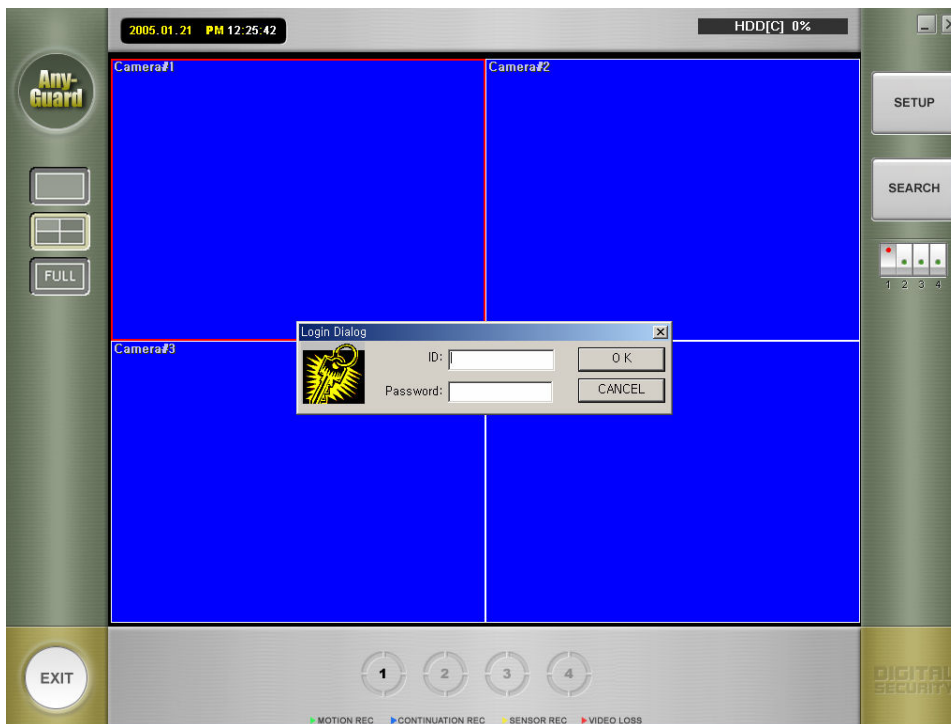 2005.01.21 PM 12:25:42
HDD[C] 0%
Any-
Guard
Camera#1
Camera#2
SETUP
SEARCH
FULL
1 2 3 4
Camera#3
Login Dialog
ID:
OK
Password:
CANCEL
EXIT
1 2 3 4
DIGITAL
SECURITY
MOTION REC CONTINUATION REC SENSOR REC VIDEO LOSS